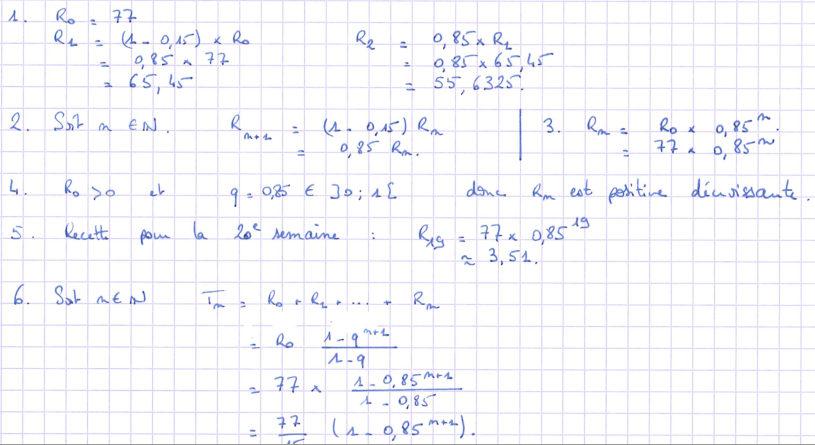 1. R0 = 77
R1 = (1 - 0,15) × R0
= 0,85 × 77
= 65,45
R2 = 0,85 × R1
= 0,85 × 65,45
= 55,6325.
2. Soit n ∈ ℕ. Rn+1 = (1 - 0,15) Rn
= 0,85 Rn.
3. Rn = R0 × 0,85^n.
= 77 × 0,85^n
4. R0 > 0 et q = 0,85 ∈ ]0 ; 1[ donc Rn est positive décroissante.
5. Recette pour la 20e semaine : R19 = 77 × 0,85^19
≈ 3,51.
6. Soit n ∈ ℕ Tn = R0 + R1 + ... + Rn
= R0 (1 - q^n+1)/(1 - q)
= 77 × (1 - 0,85^n+1)/(1 - 0,85)
= 77/ (1 - 0,85^n+1).